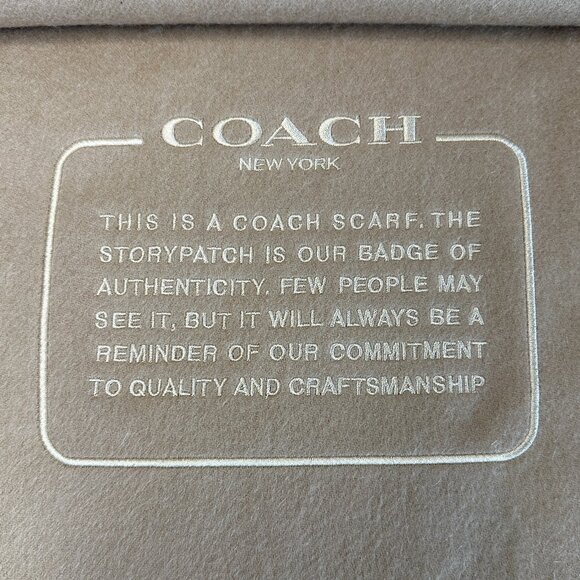 COACH
NEW YORK
THIS IS A COACH SCARF. THE
STORYPATCH IS OUR BADGE OF
AUTHENTICITY. FEW PEOPLE MAY
SEE IT, BUT IT WILL ALWAYS BE A
REMINDER OF OUR COMMITMENT
TO QUALITY AND CRAFTSMANSHIP